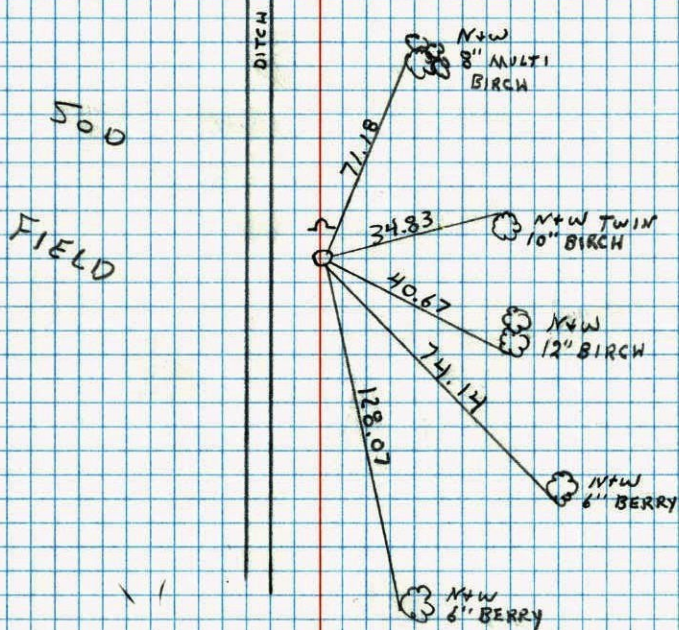 DITCH
N+W
8" MULTI
BIRCH
SOD
71.18
34.83
N+W TWIN
10" BIRCH
FIELD
40.67
N+W
12" BIRCH
74.14
128.07
N+W
6" BERRY
N+W
6" BERRY